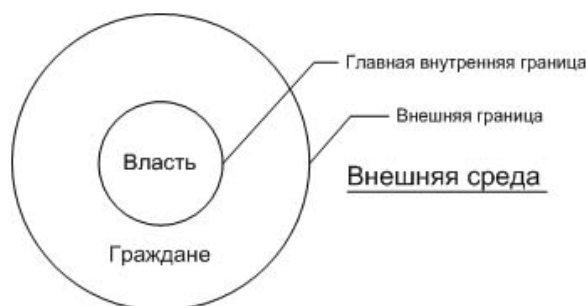 Главная внутренняя граница
Внешняя граница
Власть
Внешняя среда
Граждане